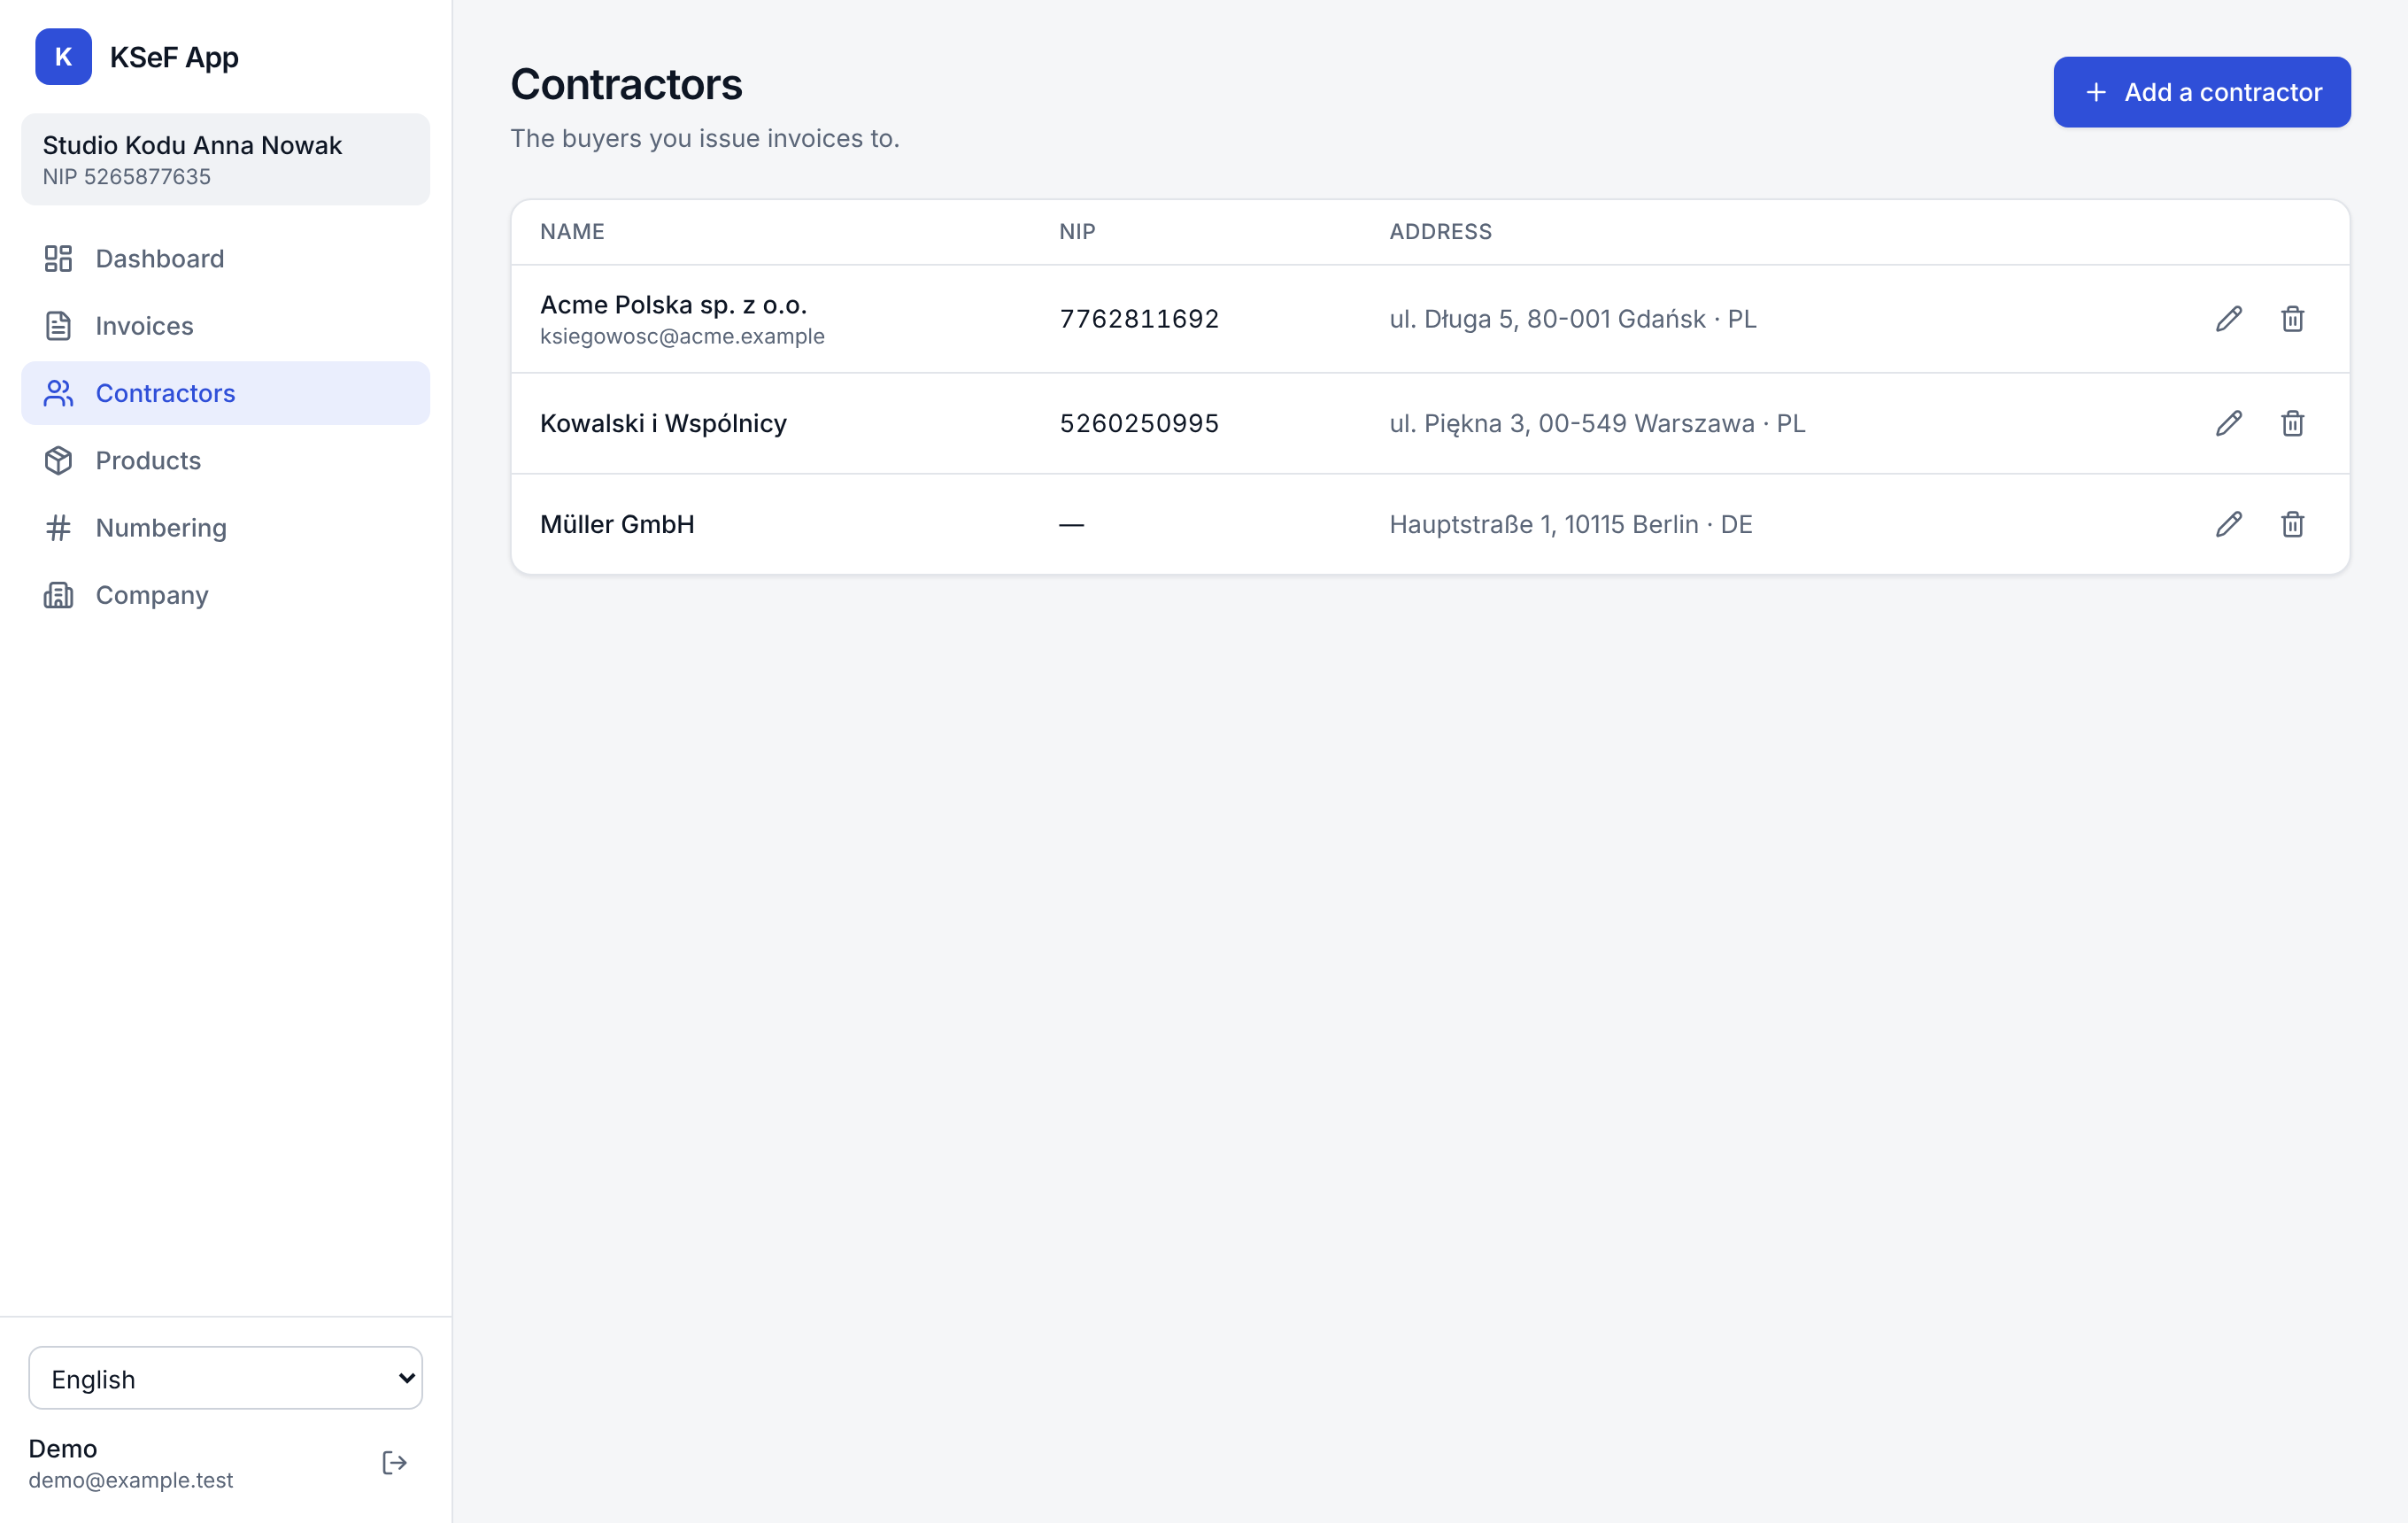 K
KSeF App
Studio Kodu Anna Nowak
NIP 5265877635
Dashboard
Invoices
Contractors
Products
Numbering
Company
English
Demo
demo@example.test
Contractors
The buyers you issue invoices to.
+ Add a contractor
NAME NIP ADDRESS
Acme Polska sp. z o.o.
ksiegowosc@acme.example
7762811692
ul. Długa 5, 80-001 Gdańsk · PL
Kowalski i Wspólnicy 5260250995 ul. Piękna 3, 00-549 Warszawa · PL
Müller GmbH — Hauptstraße 1, 10115 Berlin · DE